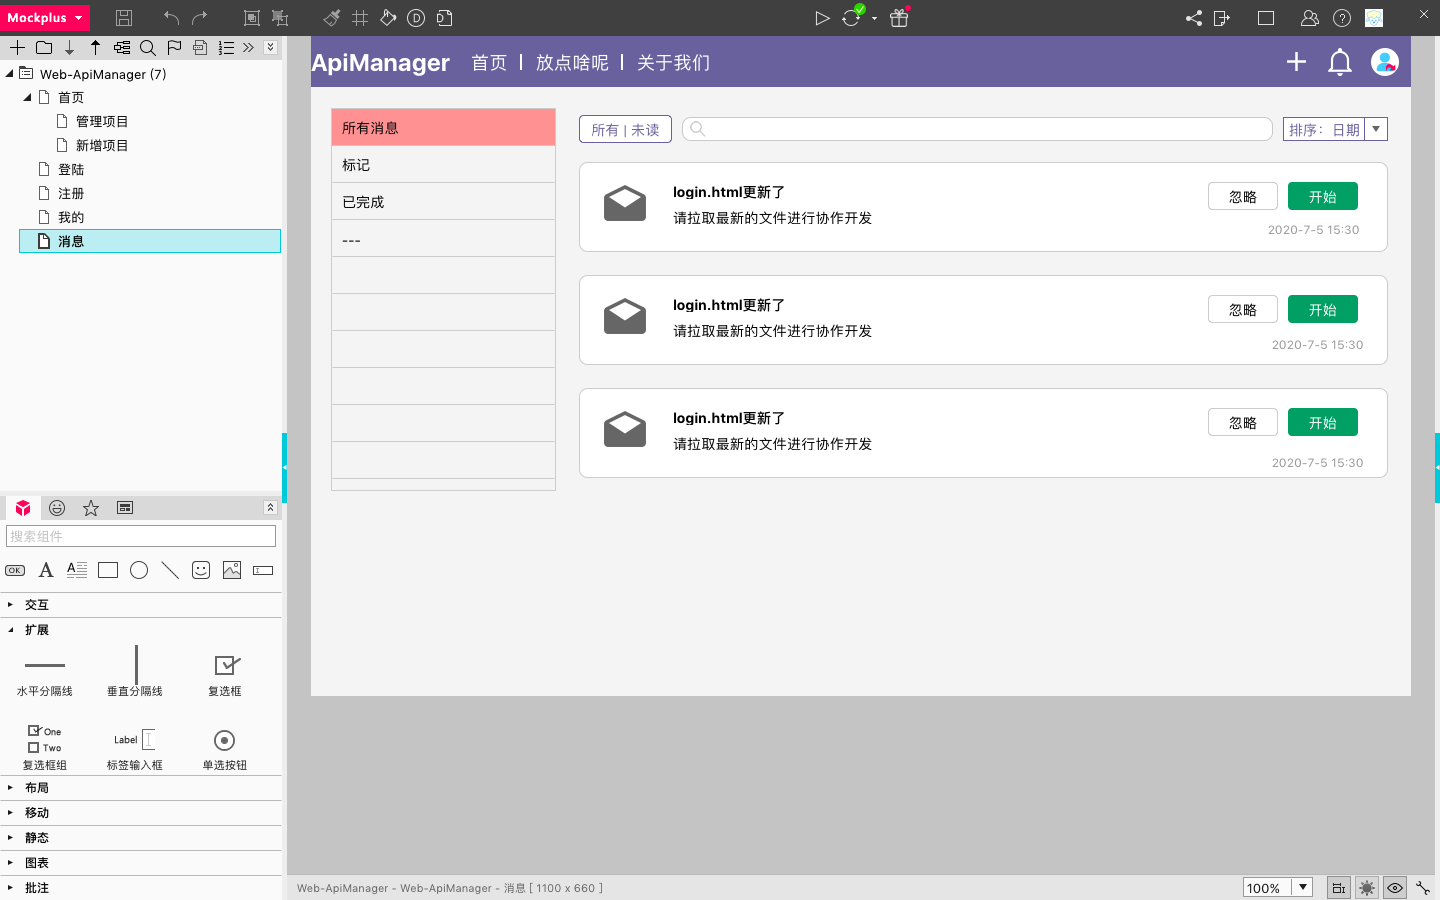 Mockplus
D
D
?
Web-ApiManager (7)
首页
管理项目
新增项目
登陆
注册
我的
消息
搜索组件
OK
A
A
交互
扩展
水平分隔线
垂直分隔线
复选框
One
Two
Label
复选框组
标签输入框
单选按钮
布局
移动
静态
图表
批注
ApiManager
首页
放点啥呢
关于我们
所有消息
标记
已完成
---
所有 | 未读
排序: 日期
login.html更新了
请拉取最新的文件进行协作开发
忽略
开始
2020-7-5 15:30
login.html更新了
请拉取最新的文件进行协作开发
忽略
开始
2020-7-5 15:30
login.html更新了
请拉取最新的文件进行协作开发
忽略
开始
2020-7-5 15:30
Web-ApiManager - Web-ApiManager - 消息 [ 1100 x 660 ]
100%